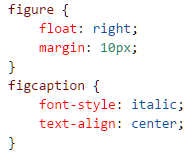 figure {
    float: right;
    margin: 10px;
}
figcaption {
    font-style: italic;
    text-align: center;
}